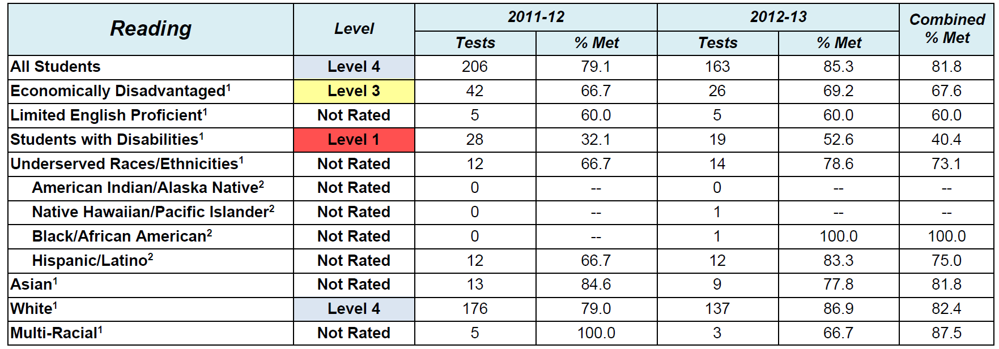 Reading Level 2011-12 2012-13 Combined % Met
Tests % Met Tests % Met
All Students Level 4 206 79.1 163 85.3 81.8
Economically Disadvantaged¹ Level 3 42 66.7 26 69.2 67.6
Limited English Proficient¹ Not Rated 5 60.0 5 60.0 60.0
Students with Disabilities¹ Level 1 28 32.1 19 52.6 40.4
Underserved Races/Ethnicities¹ Not Rated 12 66.7 14 78.6 73.1
American Indian/Alaska Native² Not Rated 0 -- 0 -- --
Native Hawaiian/Pacific Islander² Not Rated 0 -- 1 -- --
Black/African American² Not Rated 0 -- 1 100.0 100.0
Hispanic/Latino² Not Rated 12 66.7 12 83.3 75.0
Asian¹ Not Rated 13 84.6 9 77.8 81.8
White¹ Level 4 176 79.0 137 86.9 82.4
Multi-Racial¹ Not Rated 5 100.0 3 66.7 87.5